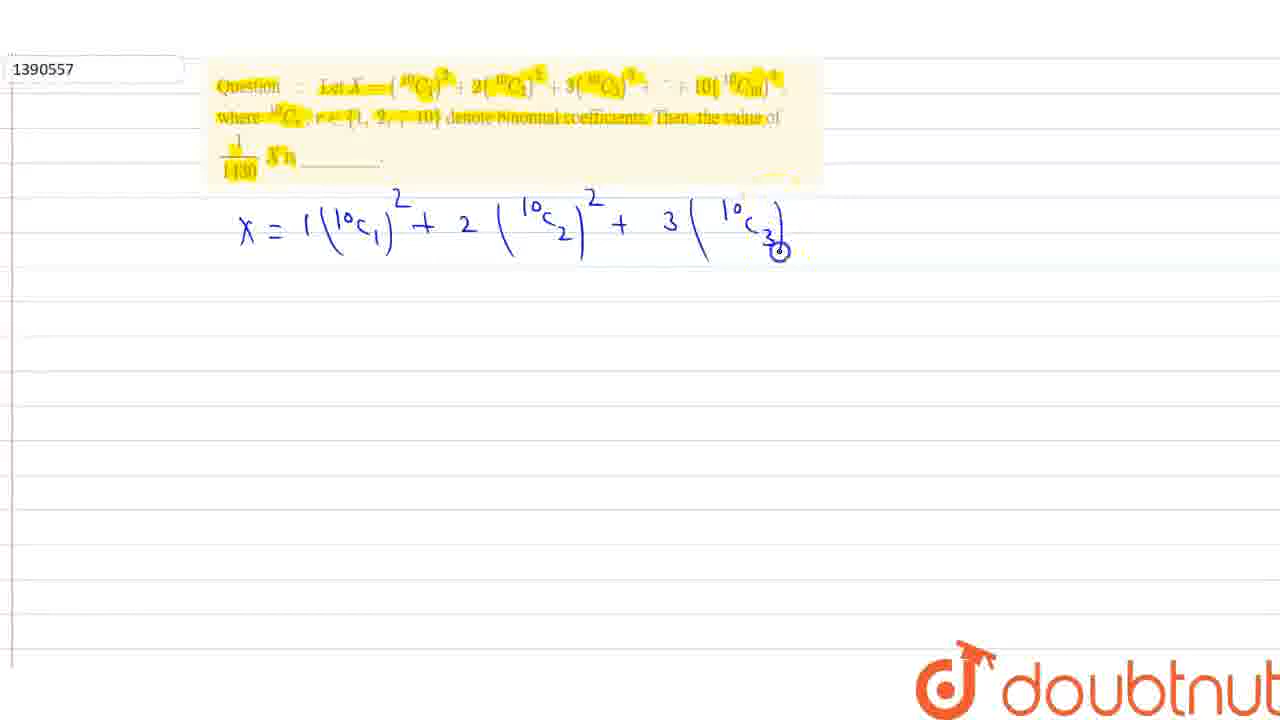 1390557
Question : Let X = ( ¹⁰C₁)² + 2( ¹⁰C₂)² + 3( ¹⁰C₃)² + ⋯ + 10( ¹⁰C₁₀)² ,
where ¹⁰Cᵣ , r ∈ {1, 2, ⋯ 10} denote binomial coefficients. Then, the value of
1/1430 X is ________.
X = 1(¹⁰C₁)² + 2 (¹⁰C₂)² + 3 (¹⁰C₃)
doubtnut